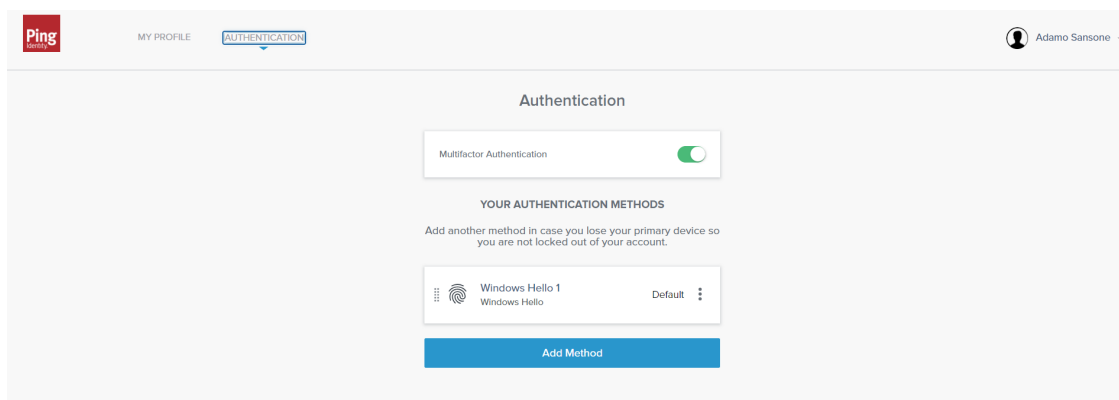 Ping
Identity
MY PROFILE
AUTHENTICATION
Adamo Sansone
Authentication
Multifactor Authentication
YOUR AUTHENTICATION METHODS
Add another method in case you lose your primary device so
you are not locked out of your account.
Windows Hello 1
Windows Hello
Default
Add Method